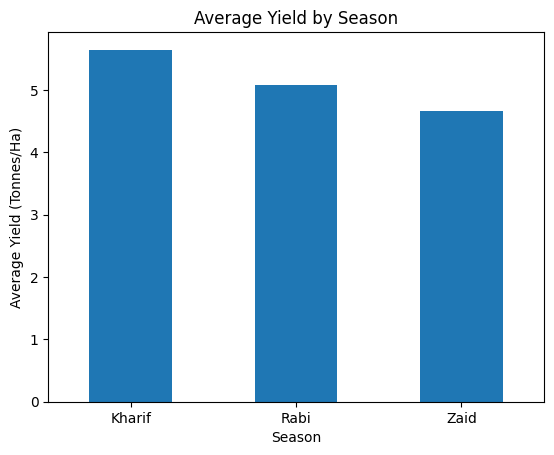 Average Yield by Season
Average Yield (Tonnes/Ha)
5
4
3
2
1
0
Kharif Rabi Zaid
Season